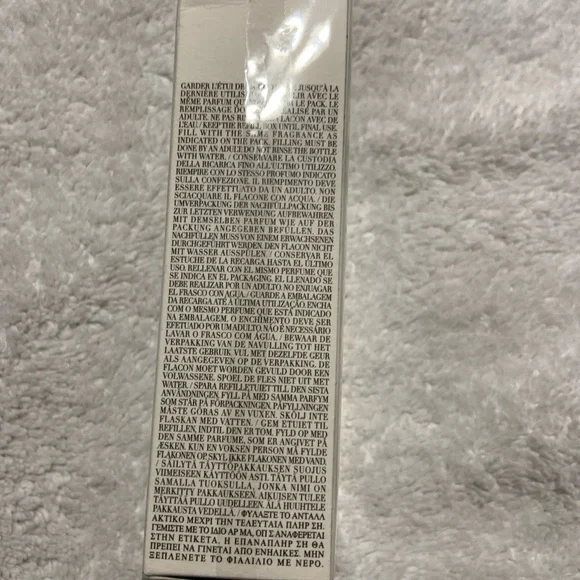 GARDER L'ÉTUI DE JUSQU'À LA
DERNIÈRE UTILIS IR AVEC LE
MÊME PARFUM QU R LE PACK. LE
REMPLISSAGE DO ÉALISÉ PAR UN
ADULTE. NE PAS R LACON AVEC DE
L'EAU / KEEP THE REFILL BOX UNTIL FINAL USE.
FILL WITH THE SAME FRAGRANCE AS
INDICATED ON THE PACK. FILLING MUST BE
DONE BY AN ADULT. DO NOT RINSE THE BOTTLE
WITH WATER. / CONSERVARE LA CUSTODIA
DELLA RICARICA FINO ALL'ULTIMO UTILIZZO.
RIEMPIRE CON LO STESSO PROFUMO INDICATO
SULLA CONFEZIONE. IL RIEMPIMENTO DEVE
ESSERE EFFETTUATO DA UN ADULTO. NON
SCIACQUARE IL FLACONE CON ACQUA. / DIE
UMVERPACKUNG DER NACHFÜLLPACKUNG BIS
ZUR LETZTEN VERWENDUNG AUFBEWAHREN.
MIT DEMSELBEN PARFUM WIE AUF DER
PACKUNG ANGEGEBEN BEFÜLLEN. DAS
NACHFÜLLEN MUSS VON EINEM ERWACHSENEN
DURCHGEFÜHRT WERDEN. DEN FLACON NICHT
MIT WASSER AUSSPÜLEN. / CONSERVAR EL
ESTUCHE DE LA RECARGA HASTA EL ÚLTIMO
USO. RELLENAR CON EL MISMO PERFUME QUE
SE INDICA EN EL PACKAGING. EL LLENADO SE
DEBE REALIZAR POR UN ADULTO. NO ENJUAGAR
EL FRASCO CON AGUA. / GUARDE A EMBALAGEM
DA RECARGA ATÉ À ÚLTIMA UTILIZAÇÃO. ENCHA
COM O MESMO PERFUME QUE ESTÁ INDICADO
NA EMBALAGEM. O ENCHIMENTO DEVE SER
EFETUADO POR UM ADULTO. NÃO É NECESSÁRIO
LAVAR O FRASCO COM ÁGUA. / BEWAAR DE
VERPAKKING VAN DE NAVULLING TOT HET
LAATSTE GEBRUIK. VUL MET DEZELFDE GEUR
ALS AANGEGEVEN OP DE VERPAKKING. DE
FLACON MOET WORDEN GEVULD DOOR EEN
VOLWASSENE. SPOEL DE FLES NIET UIT MET
WATER. / SPARA REFILLETUIET TILL DEN SISTA
ANVÄNDNINGEN. FYLL PÅ MED SAMMA PARFYM
SOM STÅR PÅ FÖRPACKNINGEN. PÅFYLLNINGEN
MÅSTE GÖRAS AV EN VUXEN. SKÖLJ INTE
FLASKAN MED VATTEN. / GEM ETUIET TIL
REFILLEN, INDTIL DEN ER TOM. FYLD OP MED
DEN SAMME PARFUME, SOM ER ANGIVET PÅ
ÆSKEN. KUN EN VOKSEN PERSON MÅ FYLDE
FLAKONEN OP. SKYL IKKE FLAKONEN MED VAND.
/ SÄILYTÄ TÄYTTÖPAKKAUKSEN SUOJUS
VIIMEISEEN KÄYTTÖÖN ASTI. TÄYTÄ PULLO
SAMALLA TUOKSULLA, JONKA NIMI ON
MERKITTY PAKKAUKSEEN. AIKUISEN TULEE
TÄYTTÄÄ PULLO UUDELLEEN. ÄLÄ HUUHTELE
PAKKAUSTA VEDELLÄ. / ΦΥΛΑΞΤΕ ΤΟ ΑΝΤΑΛΛ
ΑΚΤΙΚΟ ΜΕΧΡΙ ΤΗΝ ΤΕΛΕΥΤΑΙΑ ΠΛΗΡ ΣΗ.
ΓΕΜΙΣΤΕ ΜΕ ΤΟ ΙΔΙΟ ΑΡ ΜΑ, ΟΠ Σ ΑΝΑΦΕΡΕΤΑΙ
ΣΤΗΝ ΕΤΙΚΕΤΑ. Η ΕΠΑΝΑΠΛΗΡ ΣΗ ΘΑ
ΠΡΕΠΕΙ ΝΑ ΓΙΝΕΤΑΙ ΑΠΟ ΕΝΗΛΙΚΕΣ. ΜΗΝ
ΞΕΠΛΕΝΕΤΕ ΤΟ ΦΙΑΛΙΔΙΟ ΜΕ ΝΕΡΟ.